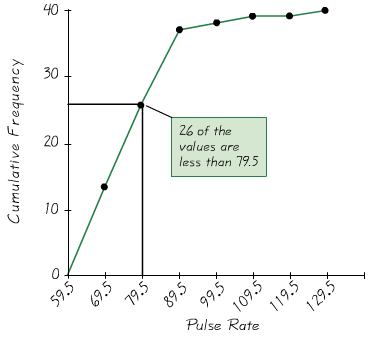 40
30
20
10
0
Cumulative Frequency
26 of the
values are
less than 79.5
59.5 69.5 79.5 89.5 99.5 109.5 119.5 129.5
Pulse Rate